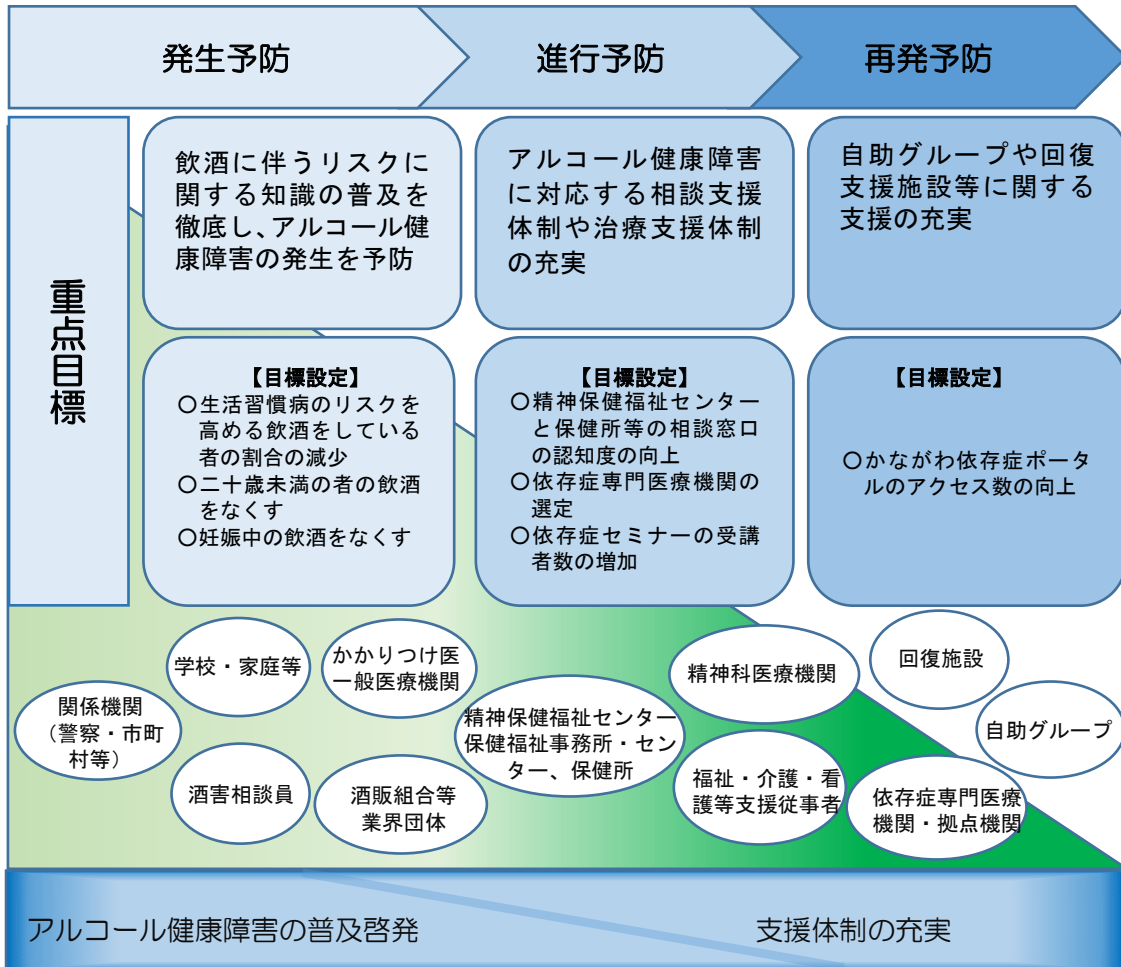 発生予防
進行予防
再発予防
重点目標
飲酒に伴うリスクに
関する知識の普及を
徹底し、アルコール健
康障害の発生を予防
アルコール健康障害
に対応する相談支援
体制や治療支援体制
の充実
自助グループや回復
支援施設等に関する
支援の充実
【目標設定】
〇生活習慣病のリスクを
高める飲酒をしている
者の割合の減少
〇二十歳未満の者の飲酒
をなくす
〇妊娠中の飲酒をなくす
【目標設定】
〇精神保健福祉センター
と保健所等の相談窓口
の認知度の向上
〇依存症専門医療機関の
選定
〇依存症セミナーの受講
者数の増加
【目標設定】
〇かながわ依存症ポータ
ルのアクセス数の向上
関係機関
（警察・市町
村等）
学校・家庭等
酒害相談員
かかりつけ医
一般医療機関
酒販組合等
業界団体
精神保健福祉センター
保健福祉事務所・セン
ター、保健所
精神科医療機関
福祉・介護・看
護等支援従事者
回復施設
自助グループ
依存症専門医療
機関・拠点機関
アルコール健康障害の普及啓発
支援体制の充実